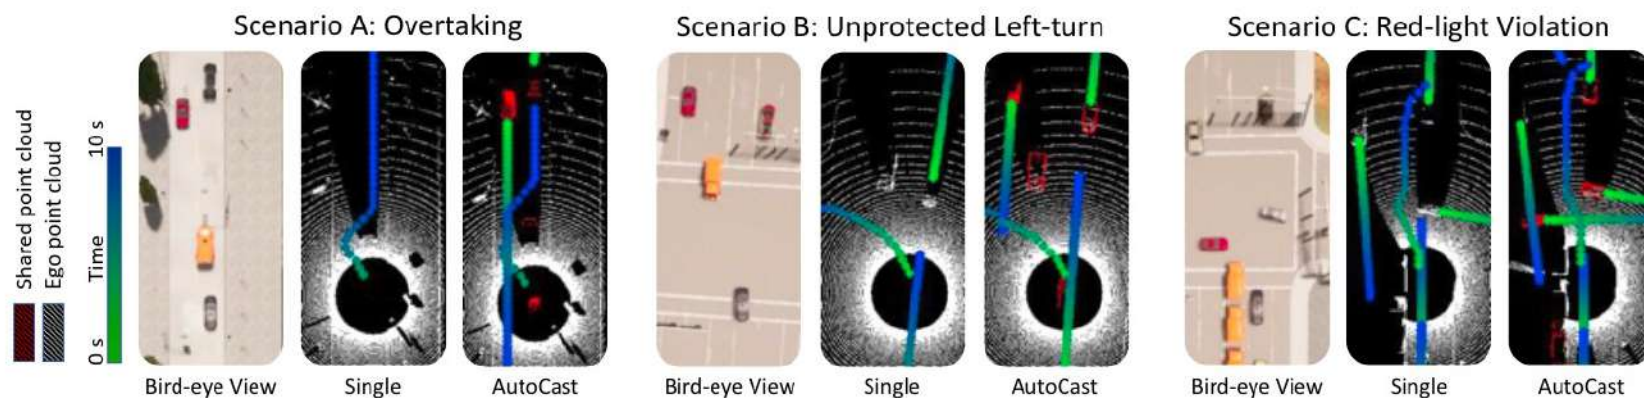 Scenario A: Overtaking
Scenario B: Unprotected Left-turn
Scenario C: Red-light Violation
Shared point cloud
Ego point cloud
Time
0 s
10 s
Bird-eye View
Single
AutoCast
Bird-eye View
Single
AutoCast
Bird-eye View
Single
AutoCast